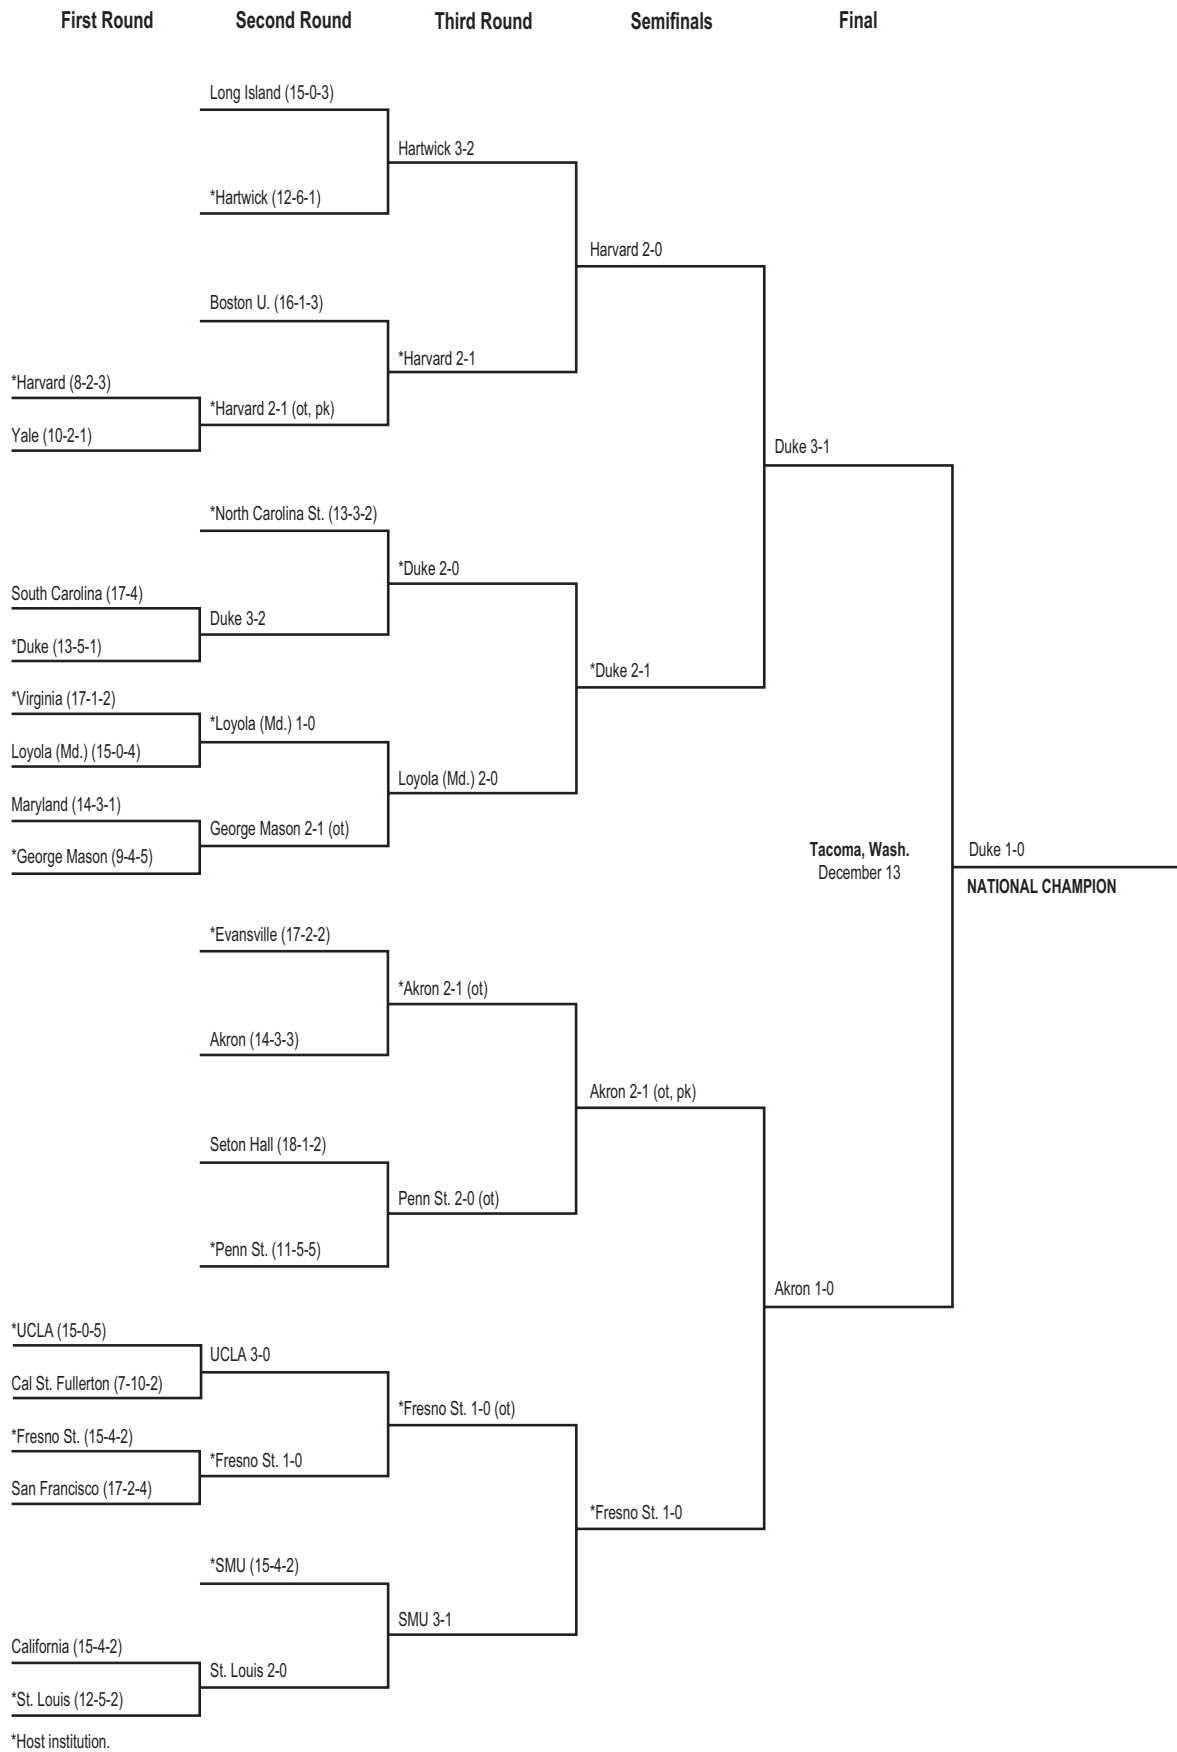 First Round
Second Round
Third Round
Semifinals
Final
Long Island (15-0-3)
Hartwick 3-2
*Hartwick (12-6-1)
Harvard 2-0
Boston U. (16-1-3)
*Harvard 2-1
*Harvard (8-2-3)
*Harvard 2-1 (ot, pk)
Yale (10-2-1)
Duke 3-1
*North Carolina St. (13-3-2)
*Duke 2-0
South Carolina (17-4)
Duke 3-2
*Duke (13-5-1)
*Duke 2-1
*Virginia (17-1-2)
*Loyola (Md.) 1-0
Loyola (Md.) (15-0-4)
Loyola (Md.) 2-0
Maryland (14-3-1)
George Mason 2-1 (ot)
*George Mason (9-4-5)
Tacoma, Wash.
December 13
Duke 1-0
NATIONAL CHAMPION
*Evansville (17-2-2)
*Akron 2-1 (ot)
Akron (14-3-3)
Akron 2-1 (ot, pk)
Seton Hall (18-1-2)
Penn St. 2-0 (ot)
*Penn St. (11-5-5)
Akron 1-0
*UCLA (15-0-5)
UCLA 3-0
Cal St. Fullerton (7-10-2)
*Fresno St. 1-0 (ot)
*Fresno St. (15-4-2)
*Fresno St. 1-0
San Francisco (17-2-4)
*Fresno St. 1-0
*SMU (15-4-2)
SMU 3-1
California (15-4-2)
St. Louis 2-0
*St. Louis (12-5-2)
*Host institution.